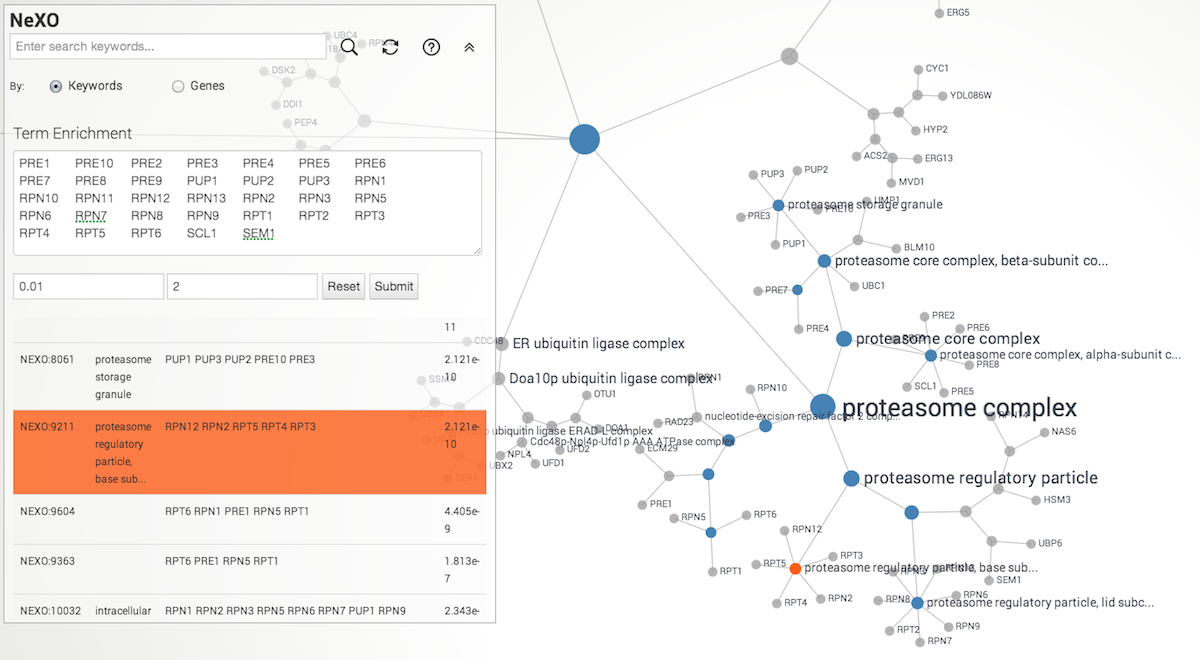 NeXO
Enter search keywords...
By:
Keywords
Genes
Term Enrichment
PRE1 PRE10 PRE2 PRE3 PRE4 PRE5 PRE6
PRE7 PRE8 PRE9 PUP1 PUP2 PUP3 RPN1
RPN10 RPN11 RPN12 RPN13 RPN2 RPN3 RPN5
RPN6 RPN7 RPN8 RPN9 RPT1 RPT2 RPT3
RPT4 RPT5 RPT6 SCL1 SEM1
0.01
2
Reset
Submit
11
NEXO:8061 proteasome PUP1 PUP3 PUP2 PRE10 PRE3 2.121e-
storage 10
granule
NEXO:9211 proteasome RPN12 RPN2 RPT5 RPT4 RPT3 2.121e-
regulatory 10
particle,
base sub...
NEXO:9604 RPT6 RPN1 PRE1 RPN5 RPT1 4.405e-
9
NEXO:9363 RPT6 PRE1 RPN5 RPT1 1.813e-
7
NEXO:10032 intracellular RPN1 RPN2 RPN3 RPN5 RPN6 RPN7 PUP1 RPN9 2.343e-
UBC4
DSK2
DDI1
PEP4
CDC48
ERG5
CYC1
YDL086W
HYP2
ACS2
ERG13
MVD1
PUP3
PUP2
UMP1
proteasome storage granule
PRE3
PUP1
BLM10
proteasome core complex, beta-subunit co...
UBC1
PRE7
PRE4
PRE2
PRE6
proteasome core complex
proteasome core complex, alpha-subunit c...
PRE8
SCL1
PRE5
ER ubiquitin ligase complex
Doa10p ubiquitin ligase complex
RPN1
RPN10
OTU1
proteasome complex
RAD23
nucleotide-excision repair factor 2 comp...
DOA1
ubiquitin ligase ERAD-L complex
Cdc48p-Npl4p-Ufd1p AAA ATPase complex
NAS6
ECM29
UFD2
NPL4
UBX2
UFD1
proteasome regulatory particle
HSM3
PRE1
RPN5
RPT6
RPN12
UBP6
RPT3
RPT5
proteasome regulatory particle, base sub...
RPT1
SEM1
RPT4
RPN2
RPN8
RPN6
proteasome regulatory particle, lid subc...
RPT2
RPN9
RPN7